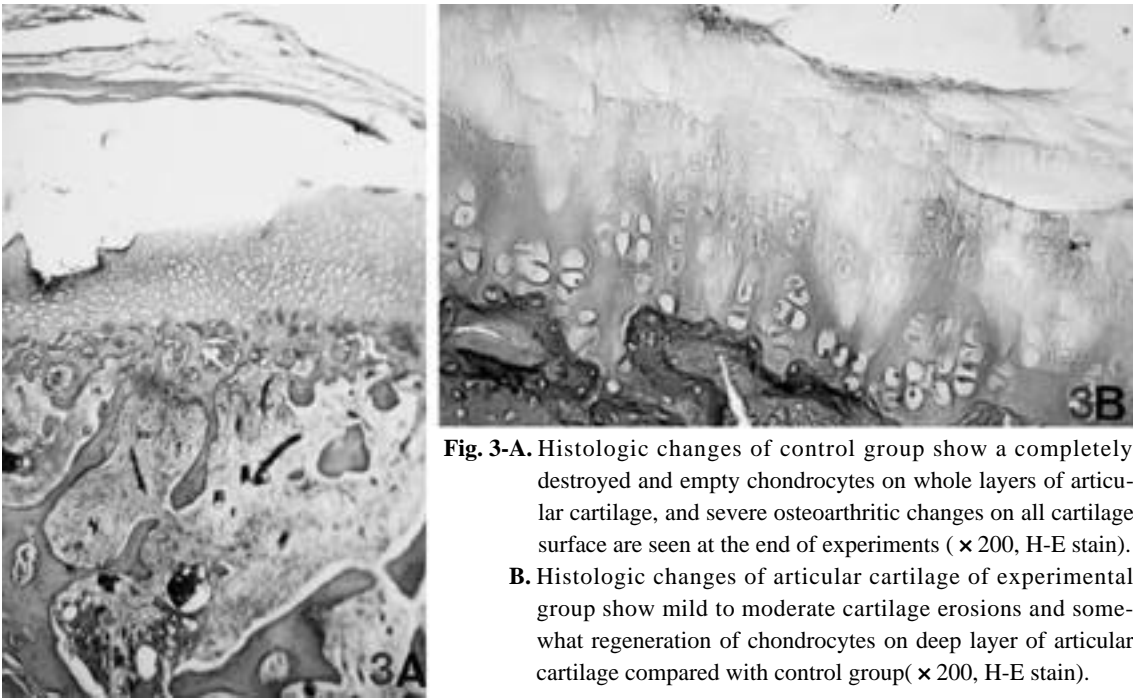 3A
3B
Fig. 3-A. Histologic changes of control group show a completely
destroyed and empty chondrocytes on whole layers of articu-
lar cartilage, and severe osteoarthritic changes on all cartilage
surface are seen at the end of experiments ( × 200, H-E stain).
B. Histologic changes of articular cartilage of experimental
group show mild to moderate cartilage erosions and some-
what regeneration of chondrocytes on deep layer of articular
cartilage compared with control group( × 200, H-E stain).